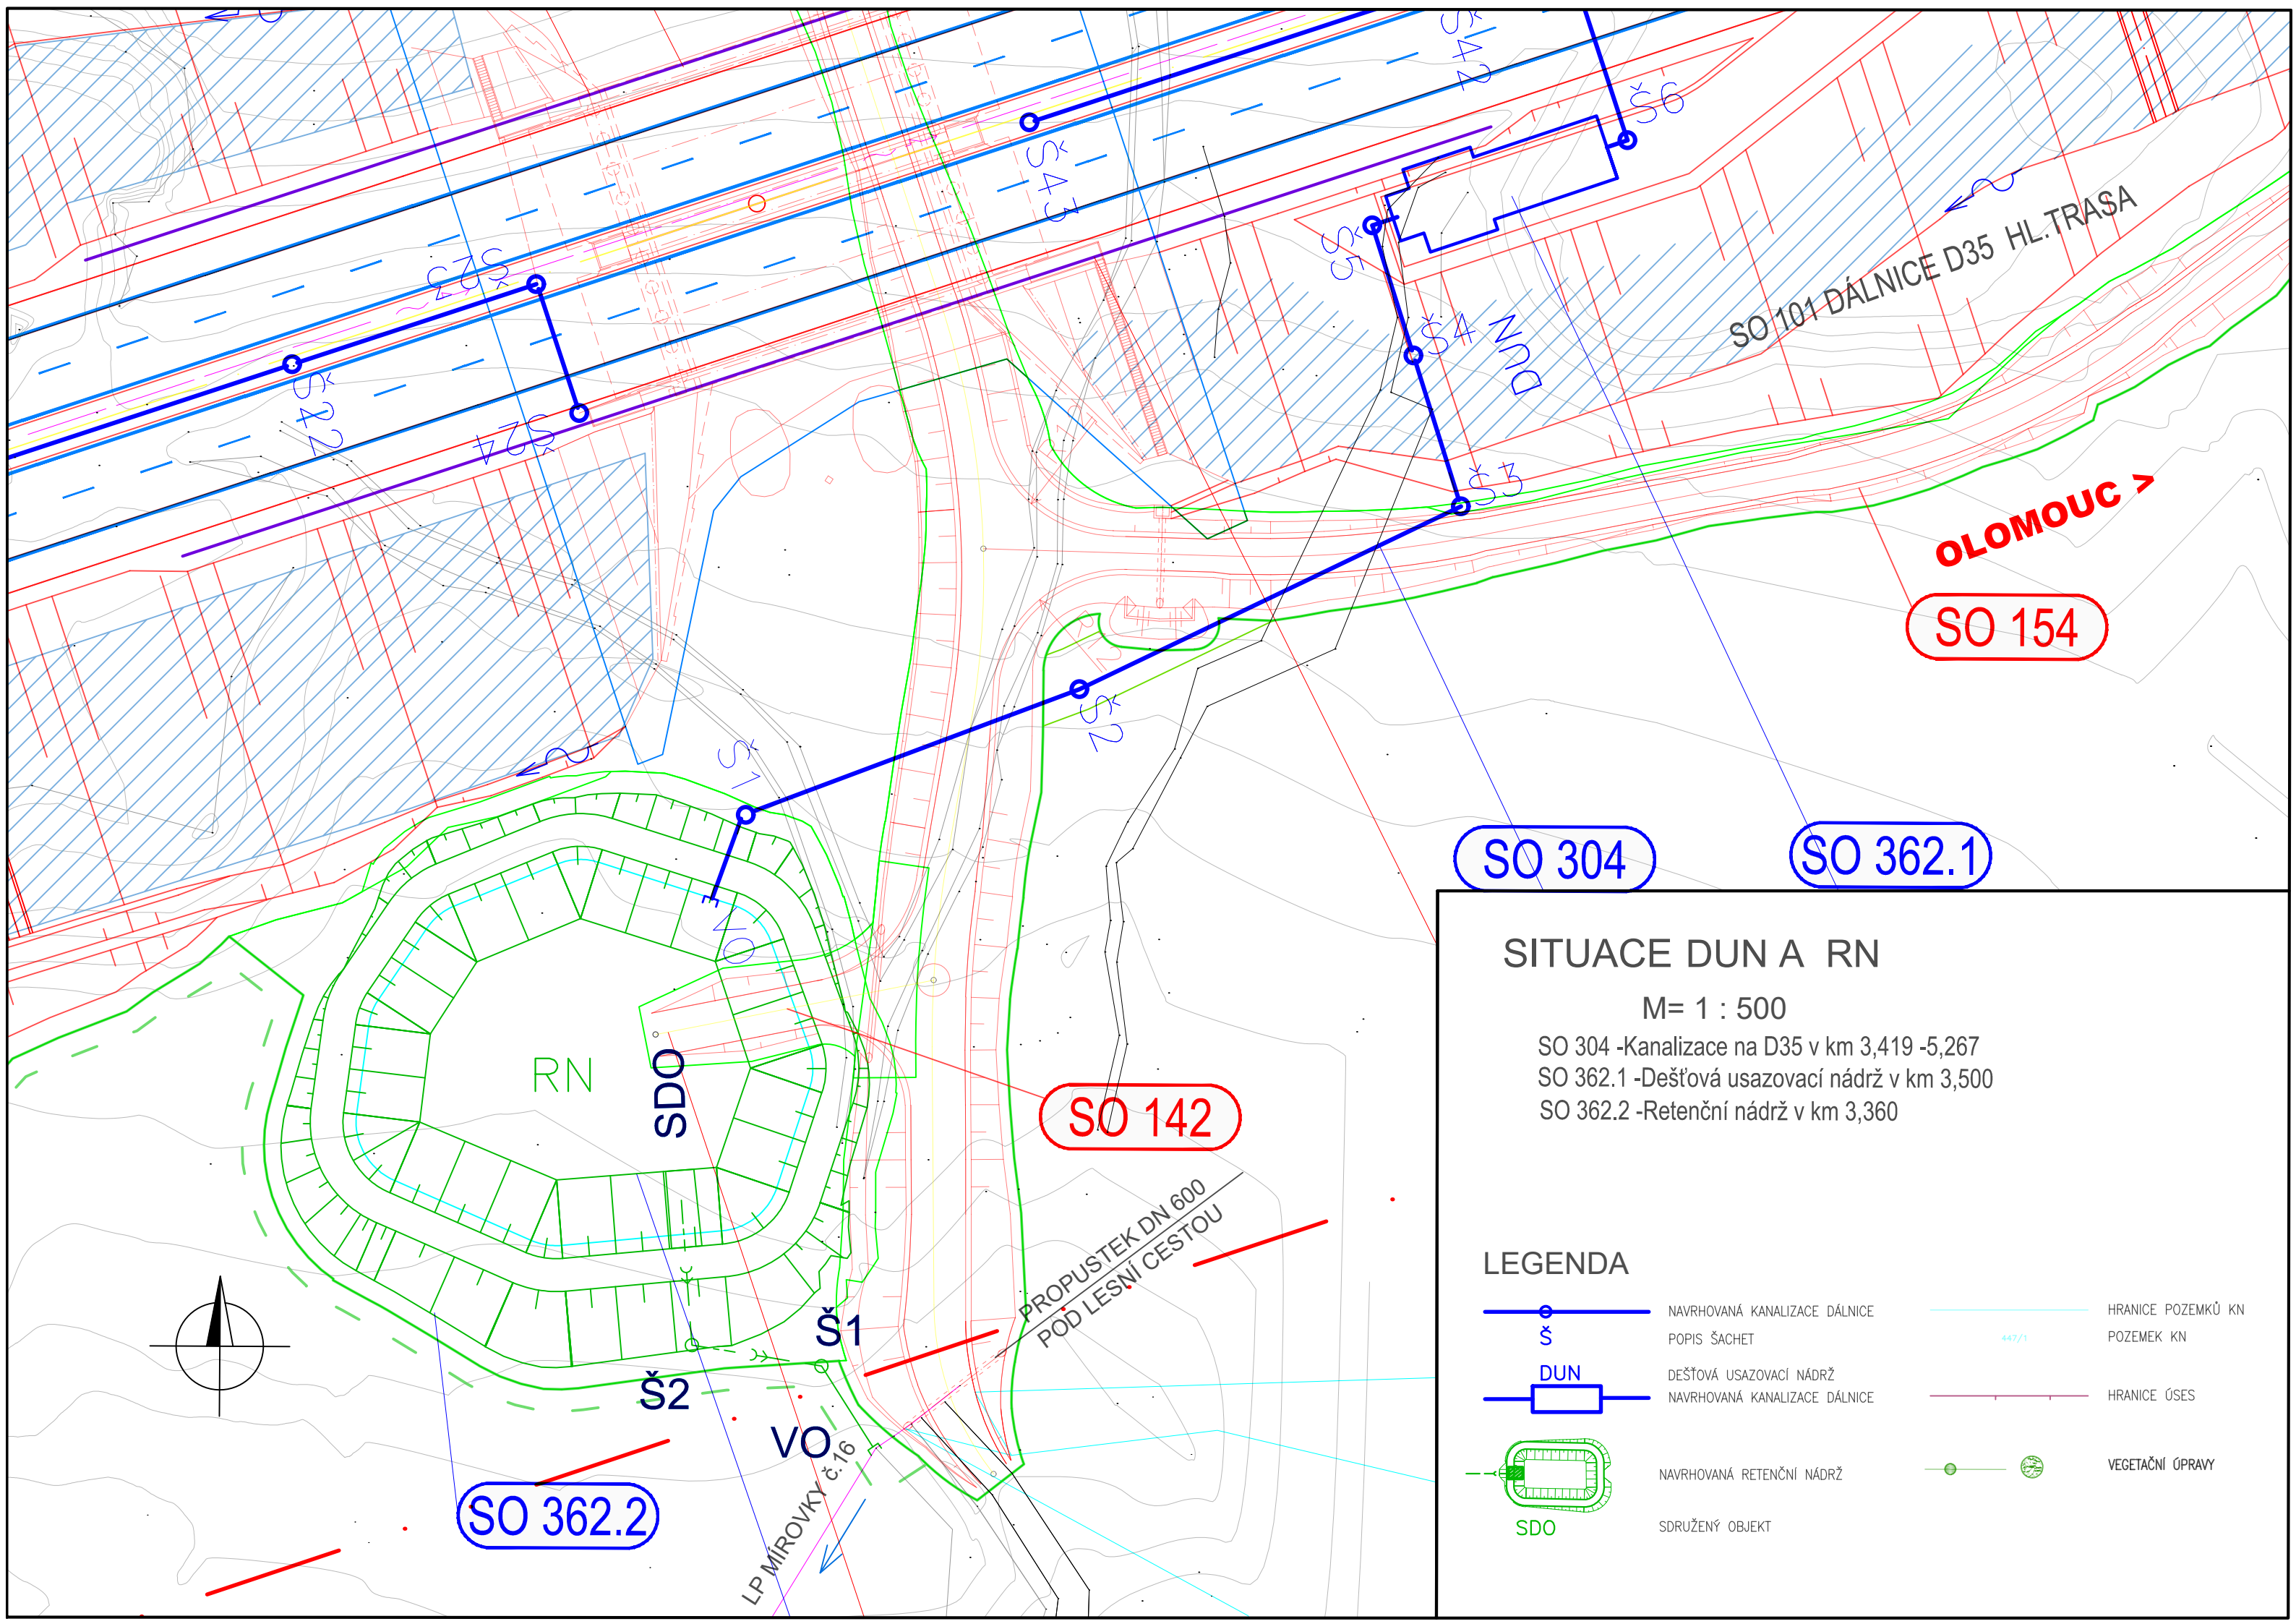 Š42
Š6
Š43
Š23
Š5
SO 101 DÁLNICE D35 HL.TRASA
Š4
DUN
Š22
Š24
Š3
OLOMOUC >
SO 154
Š2
Š1
SO 304
SO 362.1
NO
RN
SDO
SO 142
PROPUSTEK DN 600
POD LESNÍ CESTOU
Š1
Š2
VO
LP MÍROVKY č.16
SO 362.2
SITUACE DUN A RN
M= 1 : 500
SO 304 -Kanalizace na D35 v km 3,419 -5,267
SO 362.1 -Dešťová usazovací nádrž v km 3,500
SO 362.2 -Retenční nádrž v km 3,360
LEGENDA
NAVRHOVANÁ KANALIZACE DÁLNICE
HRANICE POZEMKŮ KN
Š
POPIS ŠACHET
447/1
POZEMEK KN
DUN
DEŠŤOVÁ USAZOVACÍ NÁDRŽ
NAVRHOVANÁ KANALIZACE DÁLNICE
HRANICE ÚSES
NAVRHOVANÁ RETENČNÍ NÁDRŽ
VEGETAČNÍ ÚPRAVY
SDO
SDRUŽENÝ OBJEKT